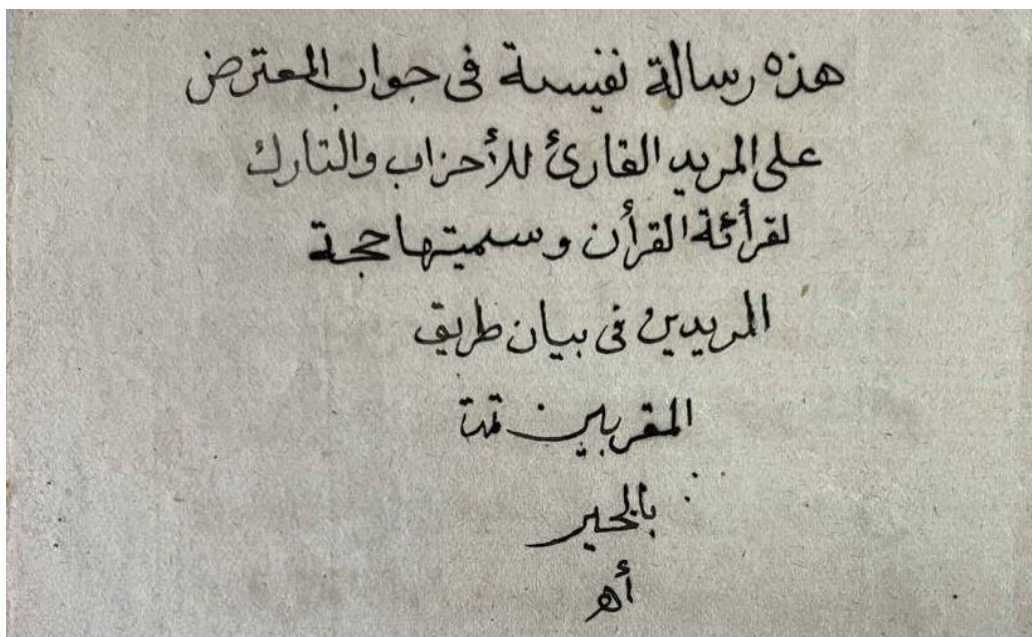 هذه رسالة نفيسة فى جواب المعترض
على المريد القارئ للأحزاب والتارك
لقرأئة القرأن وسميتها حجة
المريدين فى بيان طريق
المقربين تمت
بالخير
أهـ